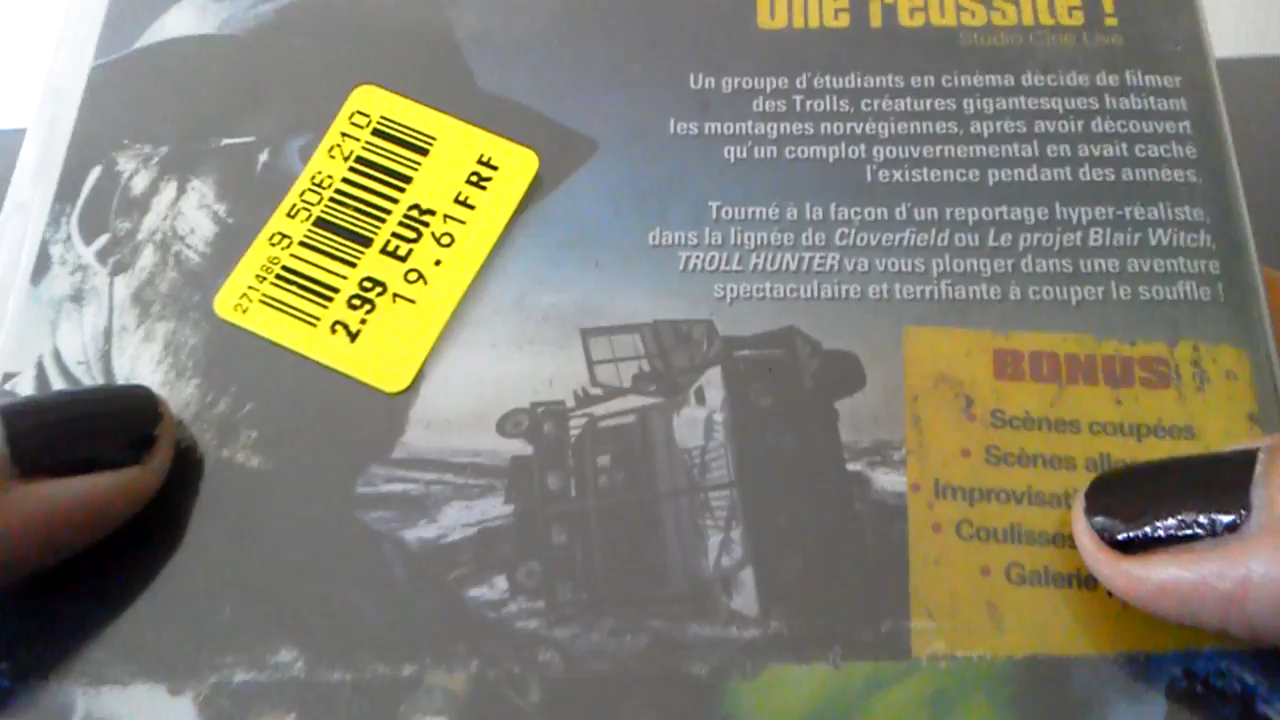 Une réussite !
Studio Ciné Live
Un groupe d'étudiants en cinéma décide de filmer
des Trolls, créatures gigantesques habitant
les montagnes norvégiennes, après avoir découvert
qu'un complot gouvernemental en avait caché
l'existence pendant des années.
Tourné à la façon d'un reportage hyper-réaliste,
dans la lignée de Cloverfield ou Le projet Blair Witch,
TROLL HUNTER va vous plonger dans une aventure
spectaculaire et terrifiante à couper le souffle !
271486 9 506 210
2.99 EUR
19.61FRF
BONUS
• Scènes coupées
• Scènes
•
• Coulisses
• Galerie